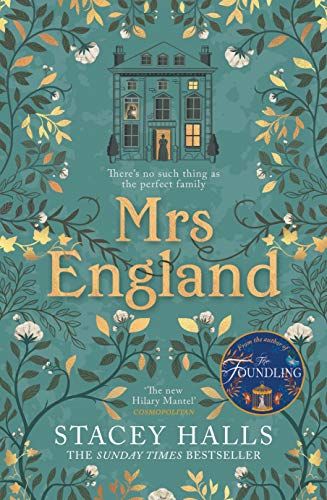 There's no such thing as
the perfect family
Mrs
England
From the author of
The
FOUNDLING
'The new
Hilary Mantel'
COSMOPOLITAN
STACEY HALLS
THE SUNDAY TIMES BESTSELLER